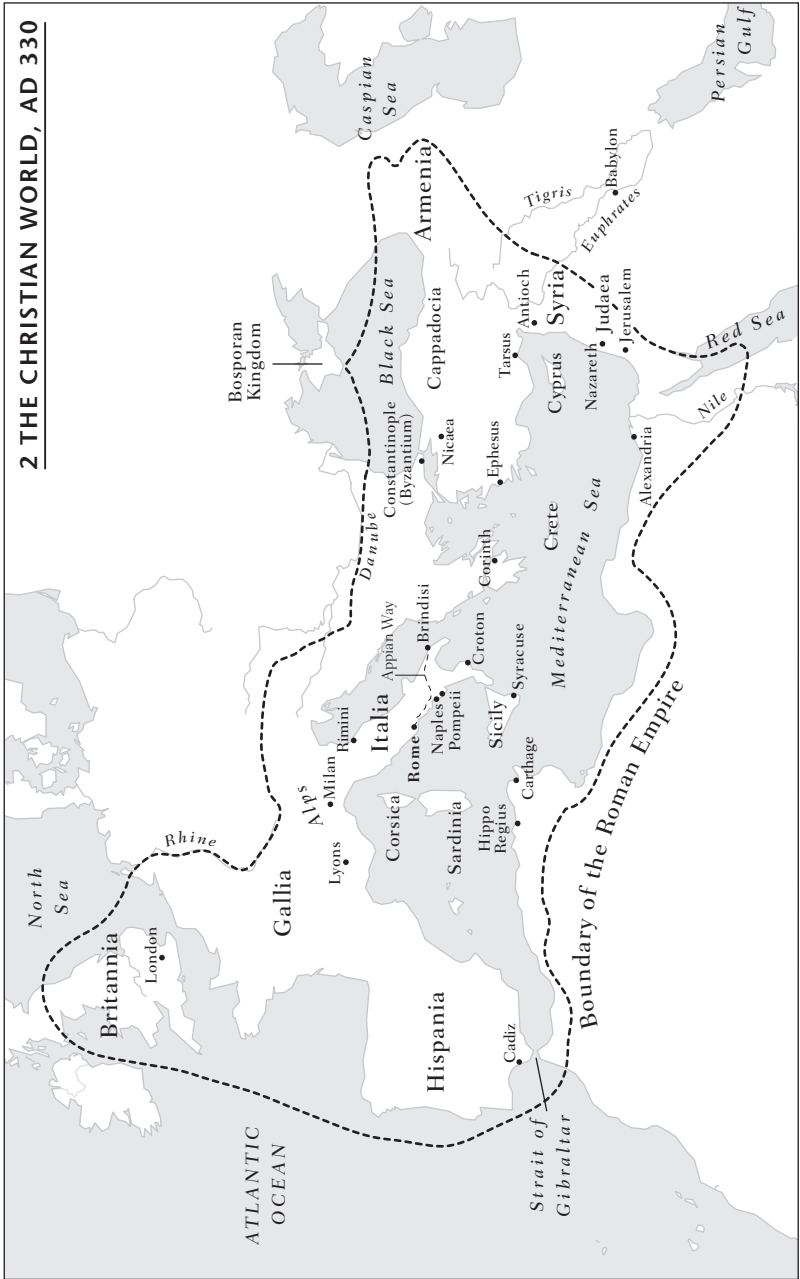 2 THE CHRISTIAN WORLD, AD 330
North
Sea
Britannia
London
Rhine
ATLANTIC
OCEAN
Gallia
Lyons
Alps
Milan
Rimini
Italia
Rome
Appian Way
Naples
Pompeii
Brindisi
Croton
Sicily
Syracuse
Corsica
Sardinia
Hispania
Cadiz
Strait of
Gibraltar
Hippo
Regius
Carthage
Boundary of the Roman Empire
Mediterranean Sea
Danube
Bosporan
Kingdom
Black Sea
Constantinople
(Byzantium)
Nicaea
Cappadocia
Armenia
Caspian
Sea
Corinth
Ephesus
Crete
Tarsus
Antioch
Cyprus
Syria
Nazareth
Judaea
Jerusalem
Alexandria
Nile
Red Sea
Tigris
Euphrates
Babylon
Persian
Gulf